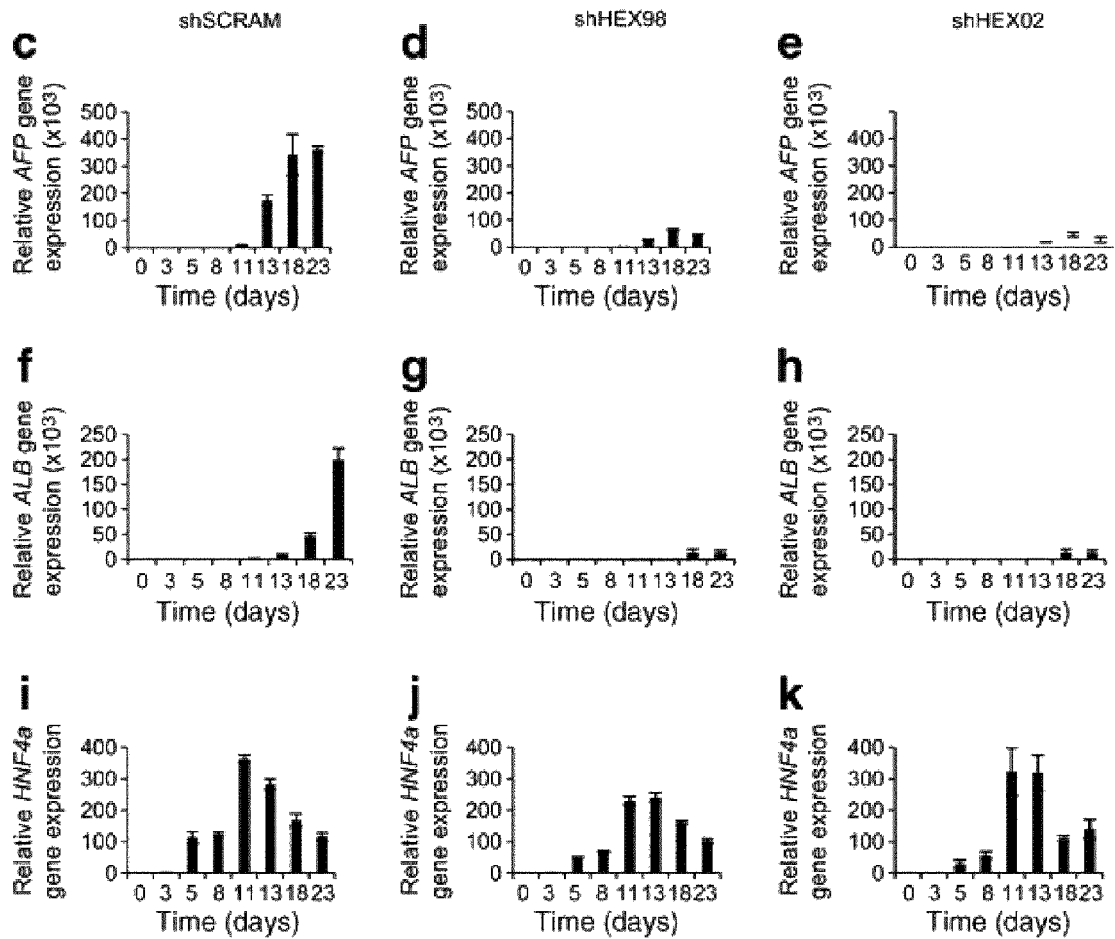 shSCRAM shHEX98 shHEX02
c d e
Relative AFP gene
expression (x10³)
500
400
300
200
100
0
0 3 5 8 11 13 18 23
Time (days)
Relative AFP gene
expression (x10³)
500
400
300
200
100
0
0 3 5 8 11 13 18 23
Time (days)
Relative AFP gene
expression (x10³)
500
400
300
200
100
0
0 3 5 8 11 13 18 23
Time (days)
f g h
Relative ALB gene
expression (x10³)
250
200
150
100
50
0
0 3 5 8 11 13 18 23
Time (days)
Relative ALB gene
expression (x10³)
250
200
150
100
50
0
0 3 5 8 11 13 18 23
Time (days)
Relative ALB gene
expression (x10³)
250
200
150
100
50
0
0 3 5 8 11 13 18 23
Time (days)
i j k
Relative HNF4a
gene expression
400
300
200
100
0
0 3 5 8 11 13 18 23
Time (days)
Relative HNF4a
gene expression
400
300
200
100
0
0 3 5 8 11 13 18 23
Time (days)
Relative HNF4a
gene expression
400
300
200
100
0
0 3 5 8 11 13 18 23
Time (days)